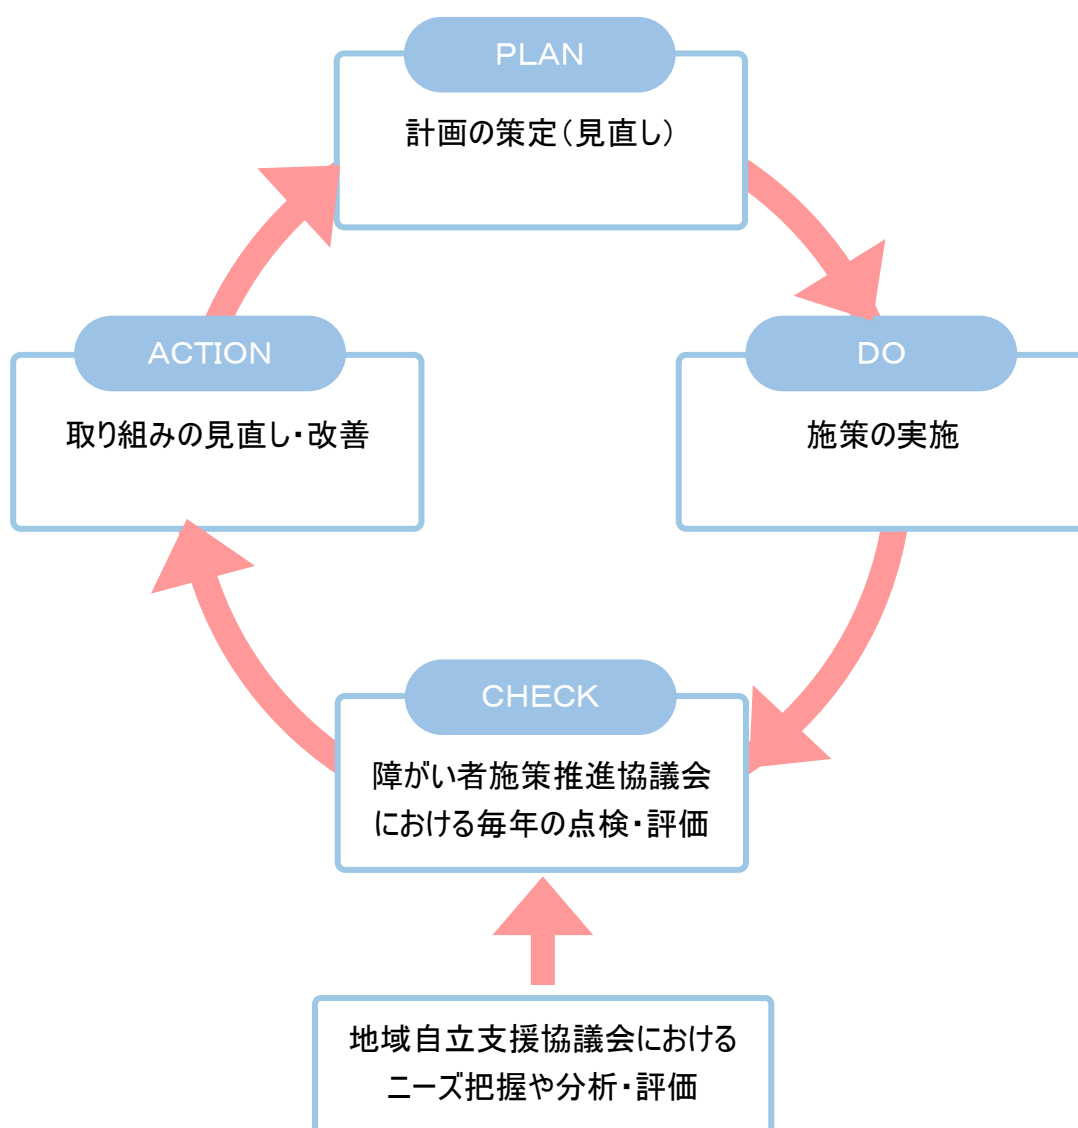 PLAN
計画の策定（見直し）
ACTION
取り組みの見直し・改善
DO
施策の実施
CHECK
障がい者施策推進協議会
における毎年の点検・評価
地域自立支援協議会における
ニーズ把握や分析・評価